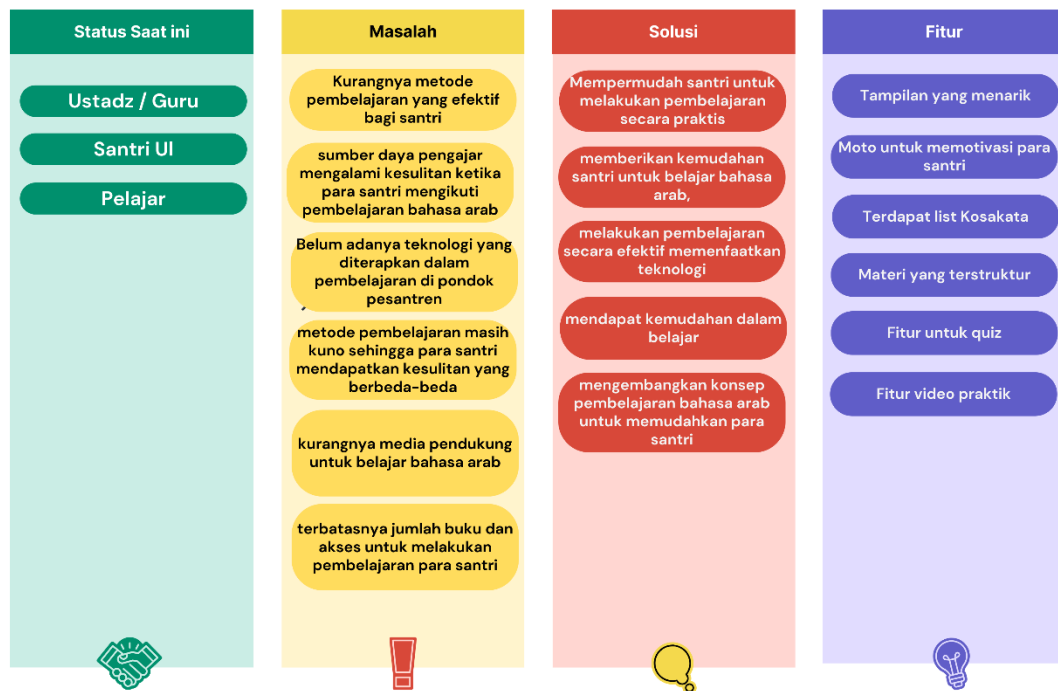 Status Saat ini
Ustadz / Guru
Santri UI
Pelajar
Masalah
Kurangnya metode
pembelajaran yang efektif
bagi santri
sumber daya pengajar
mengalami kesulitan ketika
para santri mengikuti
pembelajaran bahasa arab
Belum adanya teknologi yang
diterapkan dalam
pembelajaran di pondok
pesantren
metode pembelajaran masih
kuno sehingga para santri
mendapatkan kesulitan yang
berbeda-beda
kurangnya media pendukung
untuk belajar bahasa arab
terbatasnya jumlah buku dan
akses untuk melakukan
pembelajaran para santri
Solusi
Mempermudah santri untuk
melakukan pembelajaran
secara praktis
memberikan kemudahan
santri untuk belajar bahasa
arab,
melakukan pembelajaran
secara efektif memenfaatkan
teknologi
mendapat kemudahan dalam
belajar
mengembangkan konsep
pembelajaran bahasa arab
untuk memudahkan para
santri
Fitur
Tampilan yang menarik
Moto untuk memotivasi para
santri
Terdapat list Kosakata
Materi yang terstruktur
Fitur untuk quiz
Fitur video praktik